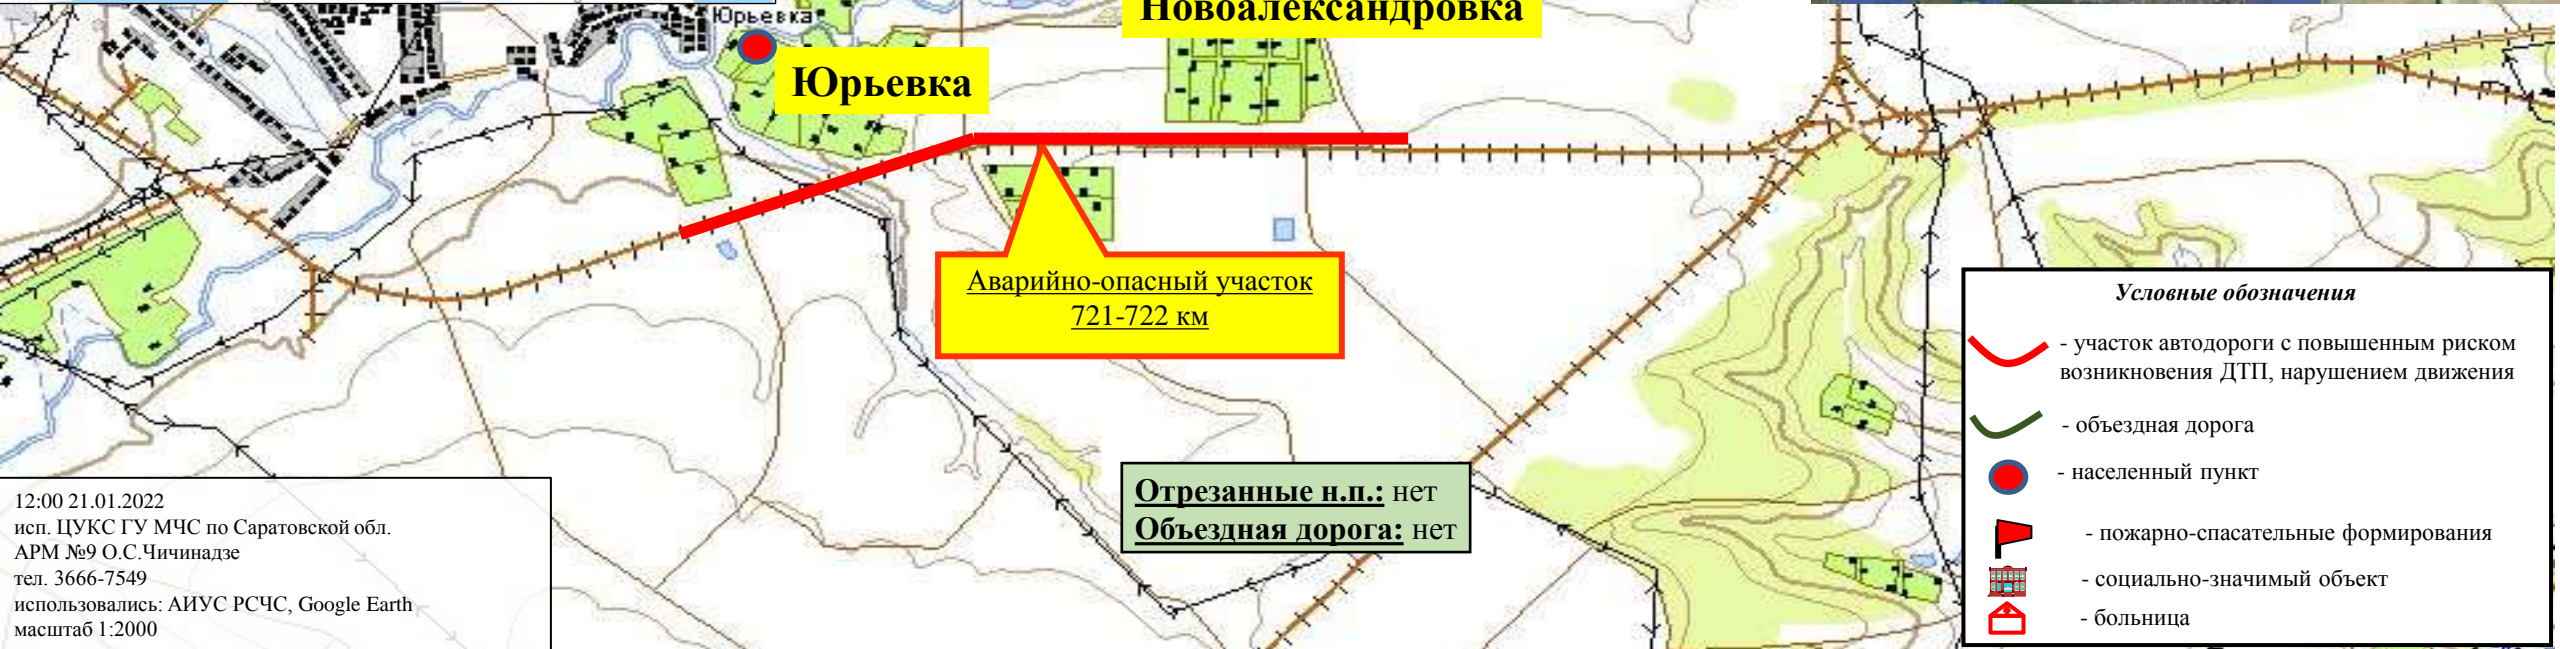 Юрьевка
Новоалександровка
Юрьевка
Аварийно-опасный участок
721-722 км
Условные обозначения
- участок автодороги с повышенным риском
возникновения ДТП, нарушением движения
- объездная дорога
- населенный пункт
- пожарно-спасательные формирования
- социально-значимый объект
- больница
Отрезанные н.п.: нет
Объездная дорога: нет
12:00 21.01.2022
исп. ЦУКС ГУ МЧС по Саратовской обл.
АРМ №9 О.С.Чичинадзе
тел. 3666-7549
использовались: АИУС РСЧС, Google Earth
масштаб 1:2000